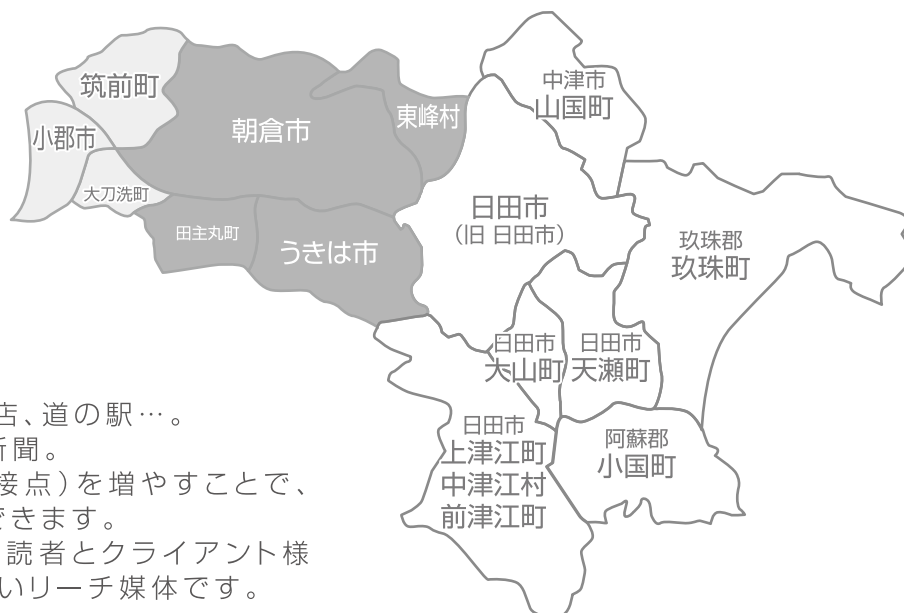 筑前町
小郡市
大刀洗町
朝倉市
東峰村
田主丸町
うきは市
中津市
山国町
日田市
（旧 日田市）
玖珠郡
玖珠町
日田市
大山町
日田市
天瀬町
日田市
上津江町
中津江村
前津江町
阿蘇郡
小国町
店、道の駅…。
新聞。
接点）を増やすことで、
できます。
読者とクライアント様
いリーチ媒体です。